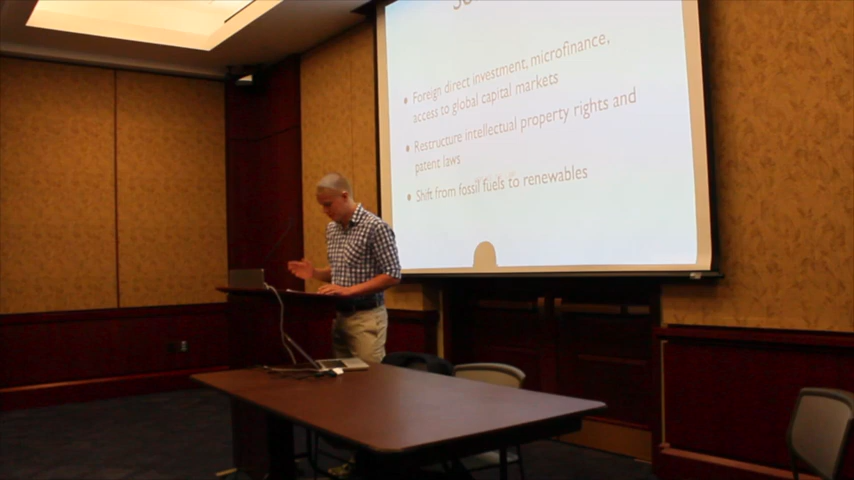 • Foreign direct investment, microfinance,
access to global capital markets
• Restructure intellectual property rights and
patent laws
• Shift from fossil fuels to renewables